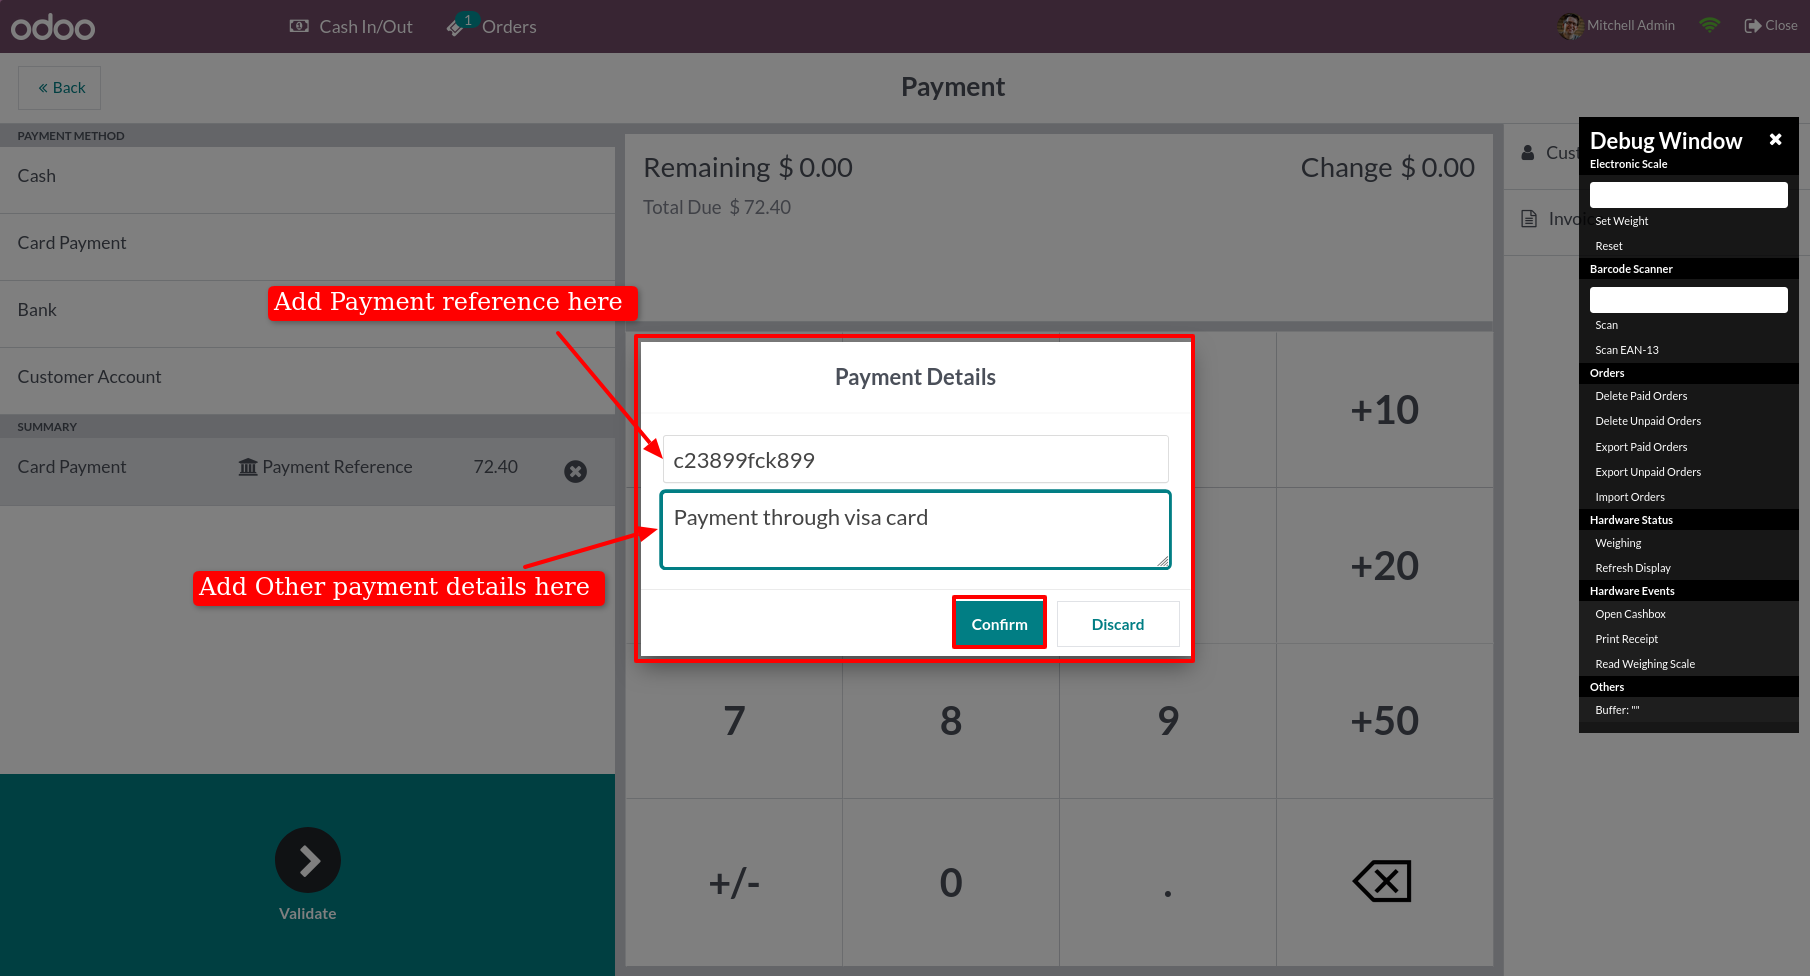 odoo
Cash In/Out
1
Orders
Mitchell Admin
Close
« Back
Payment
PAYMENT METHOD
Cash
Card Payment
Bank
Customer Account
SUMMARY
Card Payment
Payment Reference
72.40
Validate
Remaining $ 0.00
Change $ 0.00
Total Due $ 72.40
Add Payment reference here
Add Other payment details here
Payment Details
c23899fck899
Payment through visa card
Confirm
Discard
+10
+20
7
8
9
+50
+/-
0
.
Debug Window
Electronic Scale
Set Weight
Reset
Barcode Scanner
Scan
Scan EAN-13
Orders
Delete Paid Orders
Delete Unpaid Orders
Export Paid Orders
Export Unpaid Orders
Import Orders
Hardware Status
Weighing
Refresh Display
Hardware Events
Open Cashbox
Print Receipt
Read Weighing Scale
Others
Buffer: ""